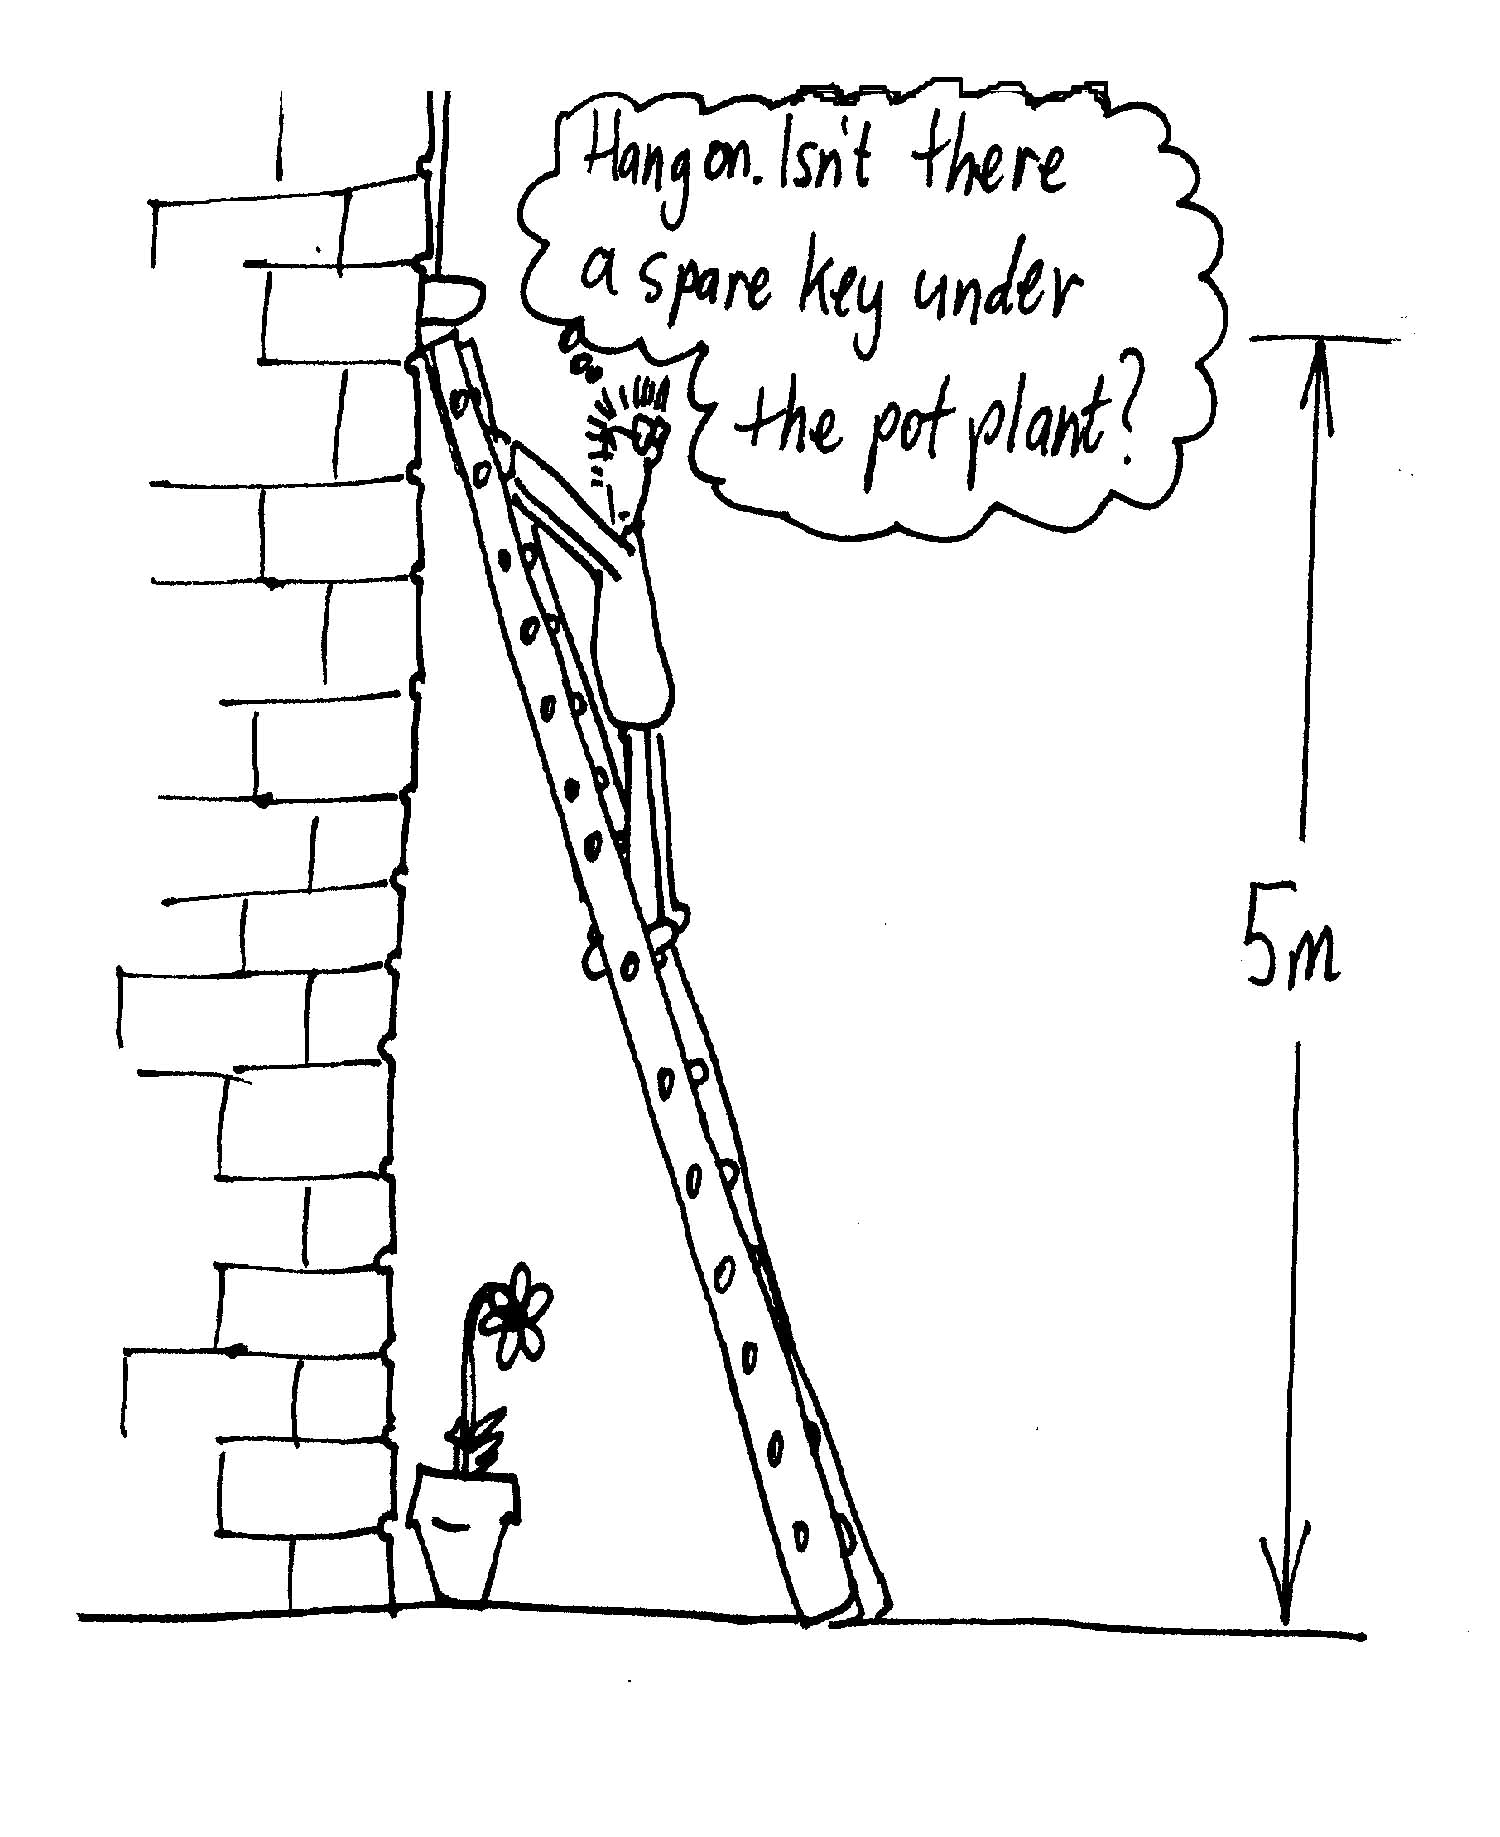 Hang on. Isn't there
a spare key under
the pot plant?
5m